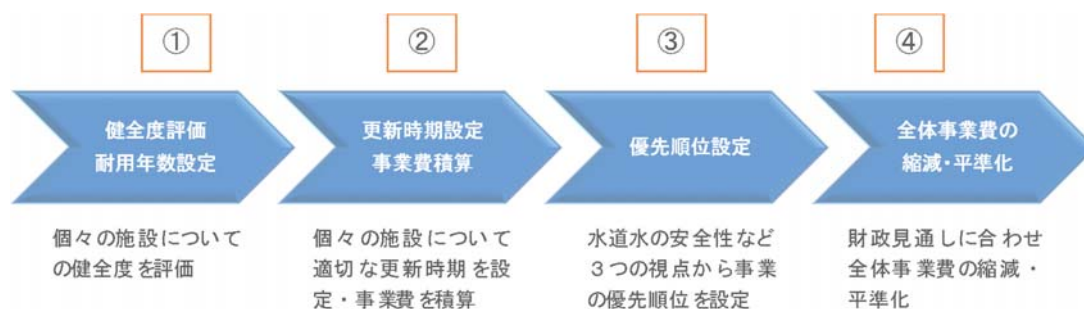 ①
②
③
④
健全度評価
耐用年数設定
更新時期設定
事業費積算
優先順位設定
全体事業費の
縮減・平準化
個々の施設について
の健全度を評価
個々の施設について
適切な更新時期を設
定・事業費を積算
水道水の安全性など
３つの視点から事業
の優先順位を設定
財政見通しに合わせ
全体事業費の縮減・
平準化